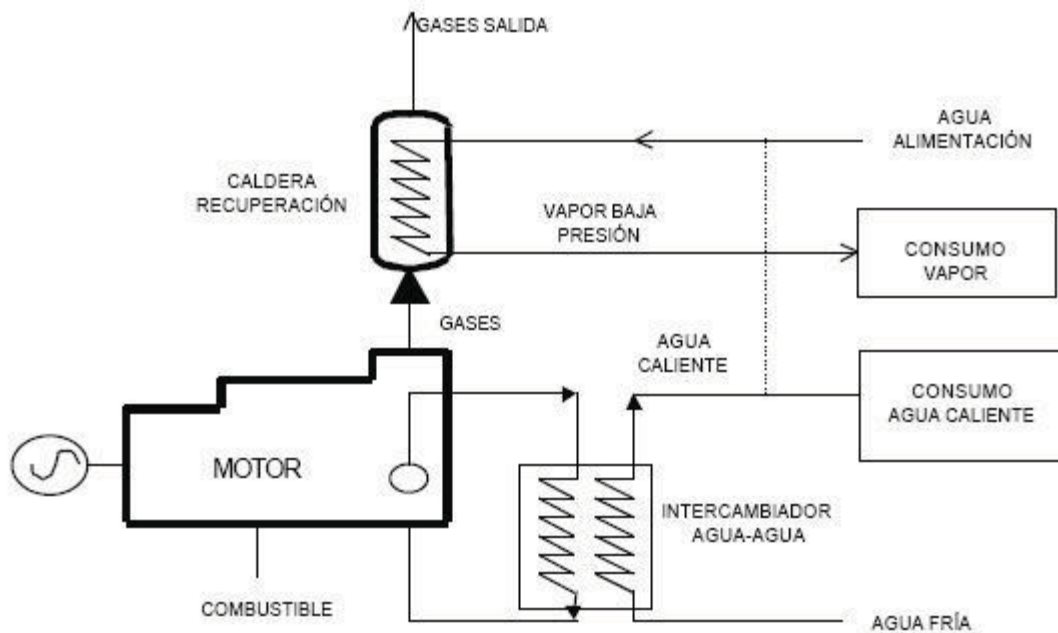 GASES SALIDA
AGUA
ALIMENTACIÓN
CALDERA
RECUPERACIÓN
VAPOR BAJA
PRESIÓN
CONSUMO
VAPOR
GASES
AGUA
CALIENTE
CONSUMO
AGUA CALIENTE
MOTOR
INTERCAMBIADOR
AGUA-AGUA
COMBUSTIBLE
AGUA FRÍA